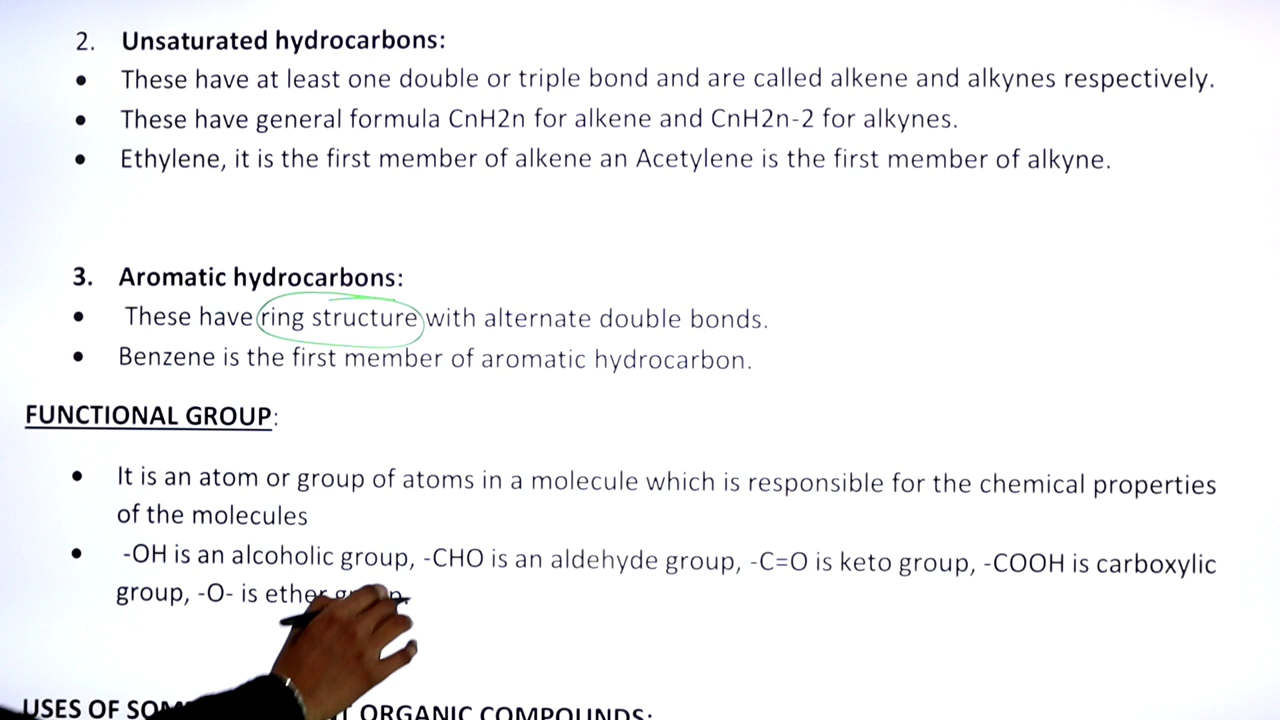 2. Unsaturated hydrocarbons:
• These have at least one double or triple bond and are called alkene and alkynes respectively.
• These have general formula CnH2n for alkene and CnH2n-2 for alkynes.
• Ethylene, it is the first member of alkene an Acetylene is the first member of alkyne.
3. Aromatic hydrocarbons:
• These have ring structure with alternate double bonds.
• Benzene is the first member of aromatic hydrocarbon.
FUNCTIONAL GROUP:
• It is an atom or group of atoms in a molecule which is responsible for the chemical properties
of the molecules
• -OH is an alcoholic group, -CHO is an aldehyde group, -C=O is keto group, -COOH is carboxylic
group, -O- is ether
USES OF ORGANIC COMPOUNDS: